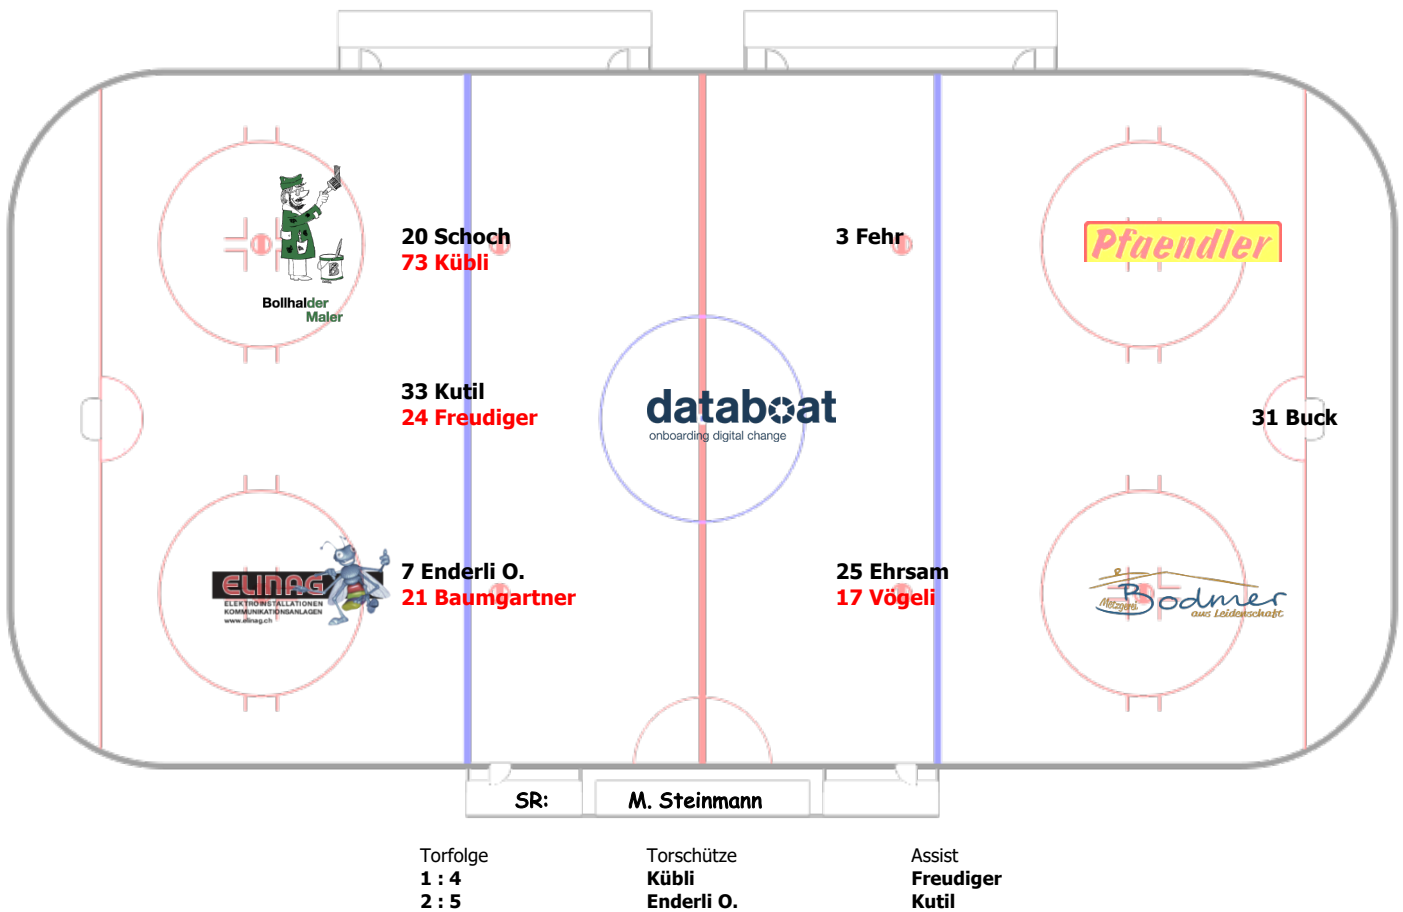 20 Schoch
73 Kübli
3 Fehr
Pfaendler
Bollhalder
Maler
33 Kutil
24 Freudiger
databoat
onboarding digital change
31 Buck
ELINAG
ELEKTROINSTALLATIONEN
KOMMUNIKATIONSANLAGEN
www.elinag.ch
7 Enderli O.
21 Baumgartner
25 Ehrsam
17 Vögeli
Metzgerei Bodmer
aus Leidenschaft
SR: M. Steinmann
Torfolge Torschütze Assist
1 : 4 Kübli Freudiger
2 : 5 Enderli O. Kutil